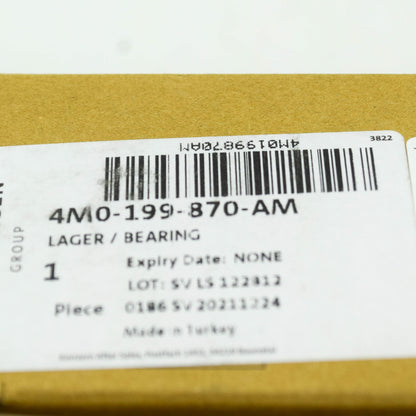 3822
4M0199870AM
GROUP
4M0-199-870-AM
LAGER / BEARING
1
Expiry Date: NONE
LOT: SV LS 122812
Piece
0186 SV 20211224
Made in Turkey